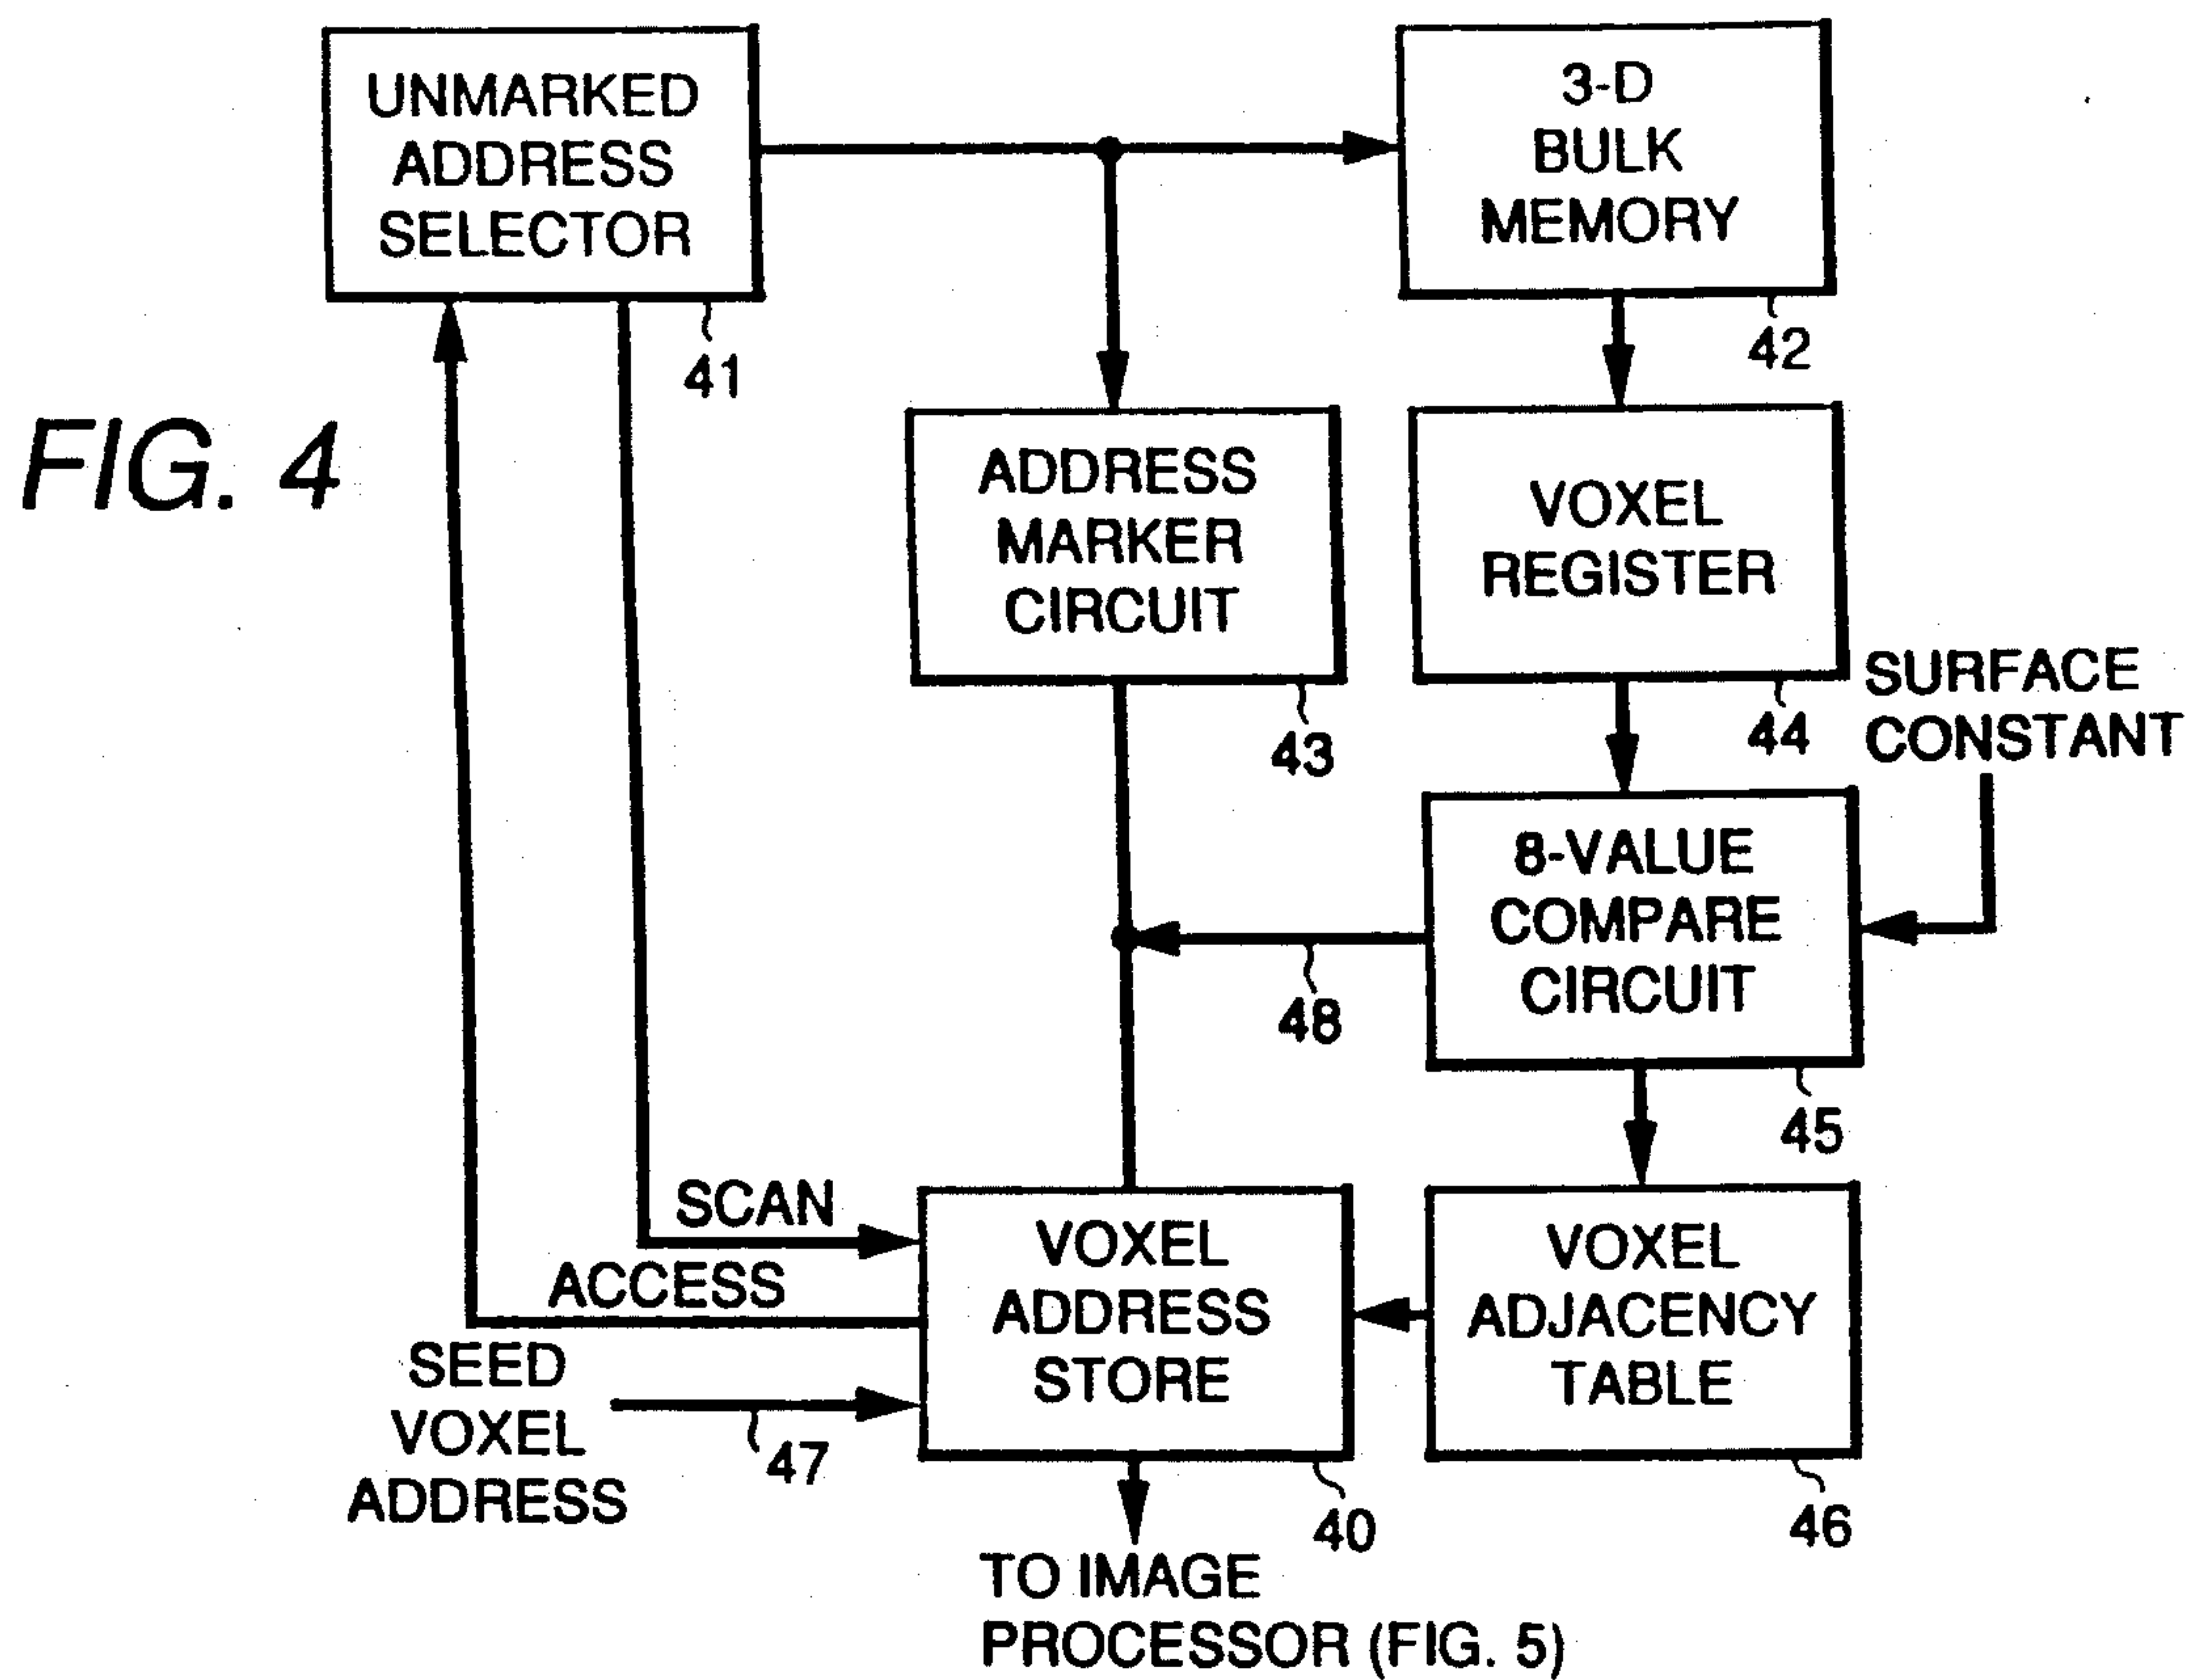 UNMARKED
ADDRESS
SELECTOR
41
3-D
BULK
MEMORY
42
FIG. 4
ADDRESS
MARKER
CIRCUIT
43
VOXEL
REGISTER
44
SURFACE
CONSTANT
8-VALUE
COMPARE
CIRCUIT
45
48
SCAN
ACCESS
SEED
VOXEL
ADDRESS
47
VOXEL
ADDRESS
STORE
40
VOXEL
ADJACENCY
TABLE
46
TO IMAGE
PROCESSOR (FIG. 5)